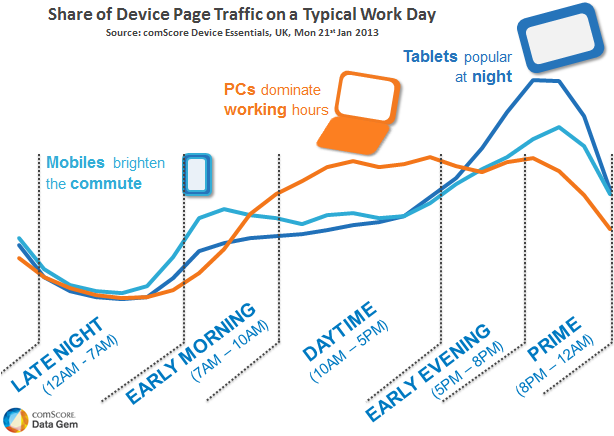 Share of Device Page Traffic on a Typical Work Day
Source: comScore Device Essentials, UK, Mon 21st Jan 2013
Tablets popular
at night
PCs dominate
working hours
Mobiles brighten
the commute
LATE NIGHT
(12AM - 7AM)
EARLY MORNING
(7AM – 10AM)
DAYTIME
(10AM – 5PM)
EARLY EVENING
(5PM – 8PM)
PRIME
(8PM – 12AM)
comSCORE
Data Gem